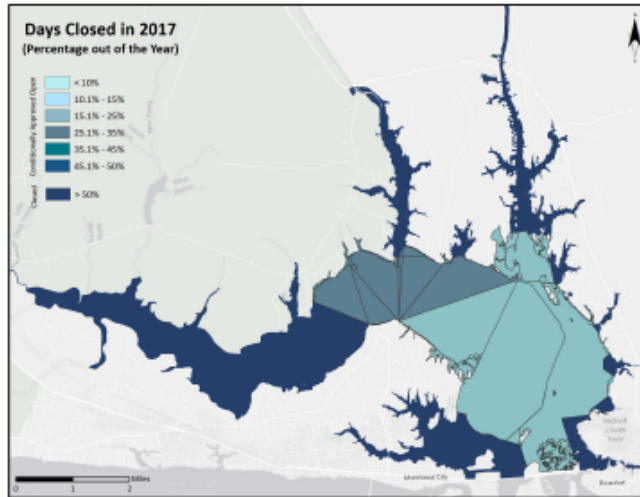 Days Closed in 2017
(Percentage out of the Year)
Conditionally Approved Open
< 10%
10.1% - 15%
15.1% - 25%
25.1% - 35%
35.1% - 45%
45.1% - 50%
Closed
> 50%
Morehead City
Beaufort
0 1 2 Miles